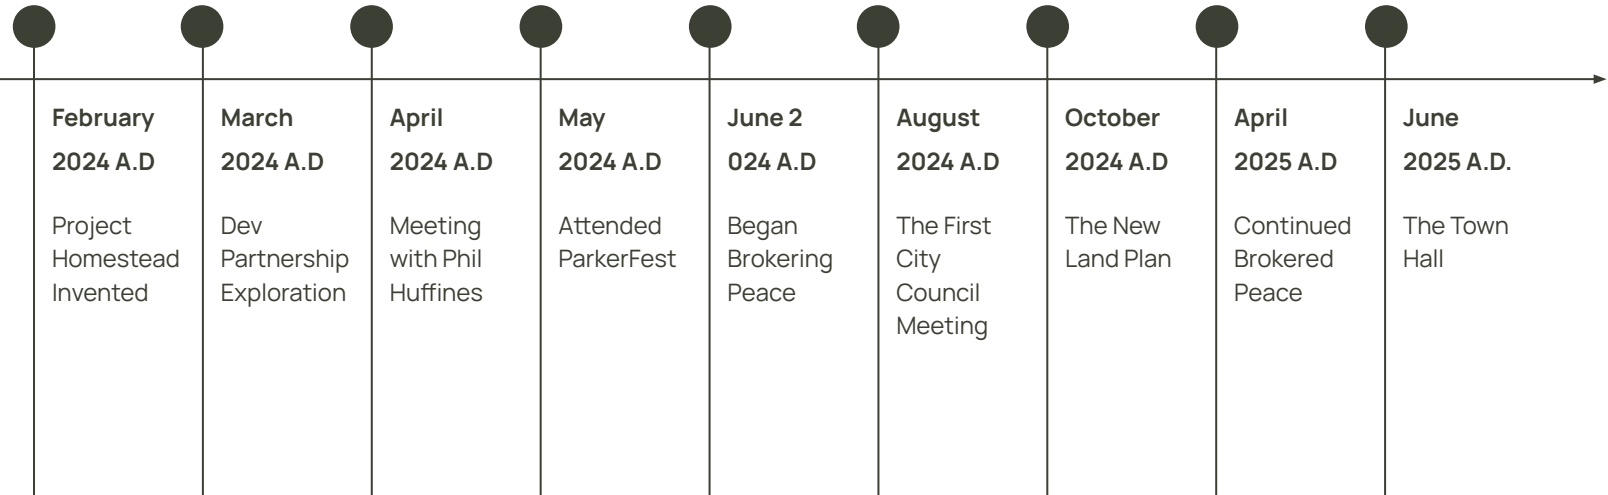 February
2024 A.D
Project
Homestead
Invented
March
2024 A.D
Dev
Partnership
Exploration
April
2024 A.D
Meeting
with Phil
Huffines
May
2024 A.D
Attended
ParkerFest
June 2
024 A.D
Began
Brokering
Peace
August
2024 A.D
The First
City
Council
Meeting
October
2024 A.D
The New
Land Plan
April
2025 A.D
Continued
Brokered
Peace
June
2025 A.D.
The Town
Hall